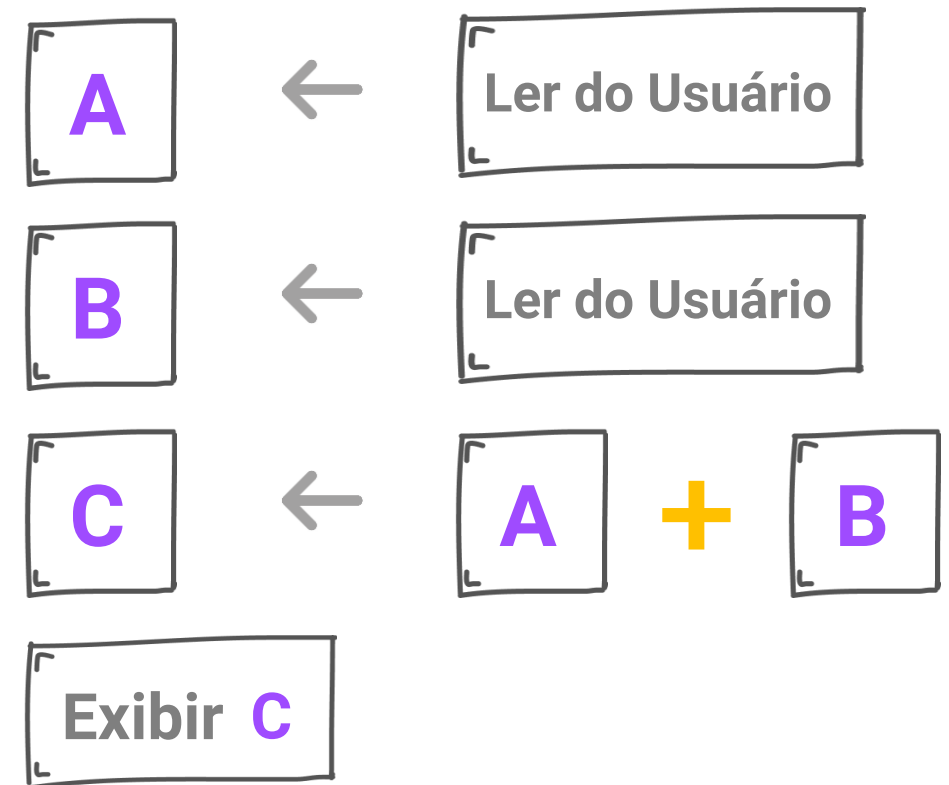 A ← Ler do Usuário
B ← Ler do Usuário
C ← A + B
Exibir C